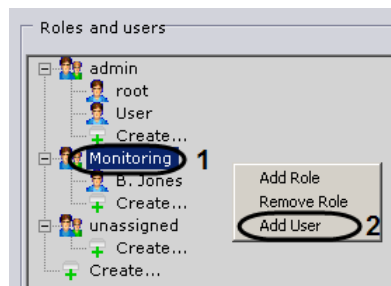 Roles and users
admin
root
User
Create...
Monitoring 1
B. Jones
Create...
unassigned
Create...
Create...
Add Role
Remove Role
Add User 2